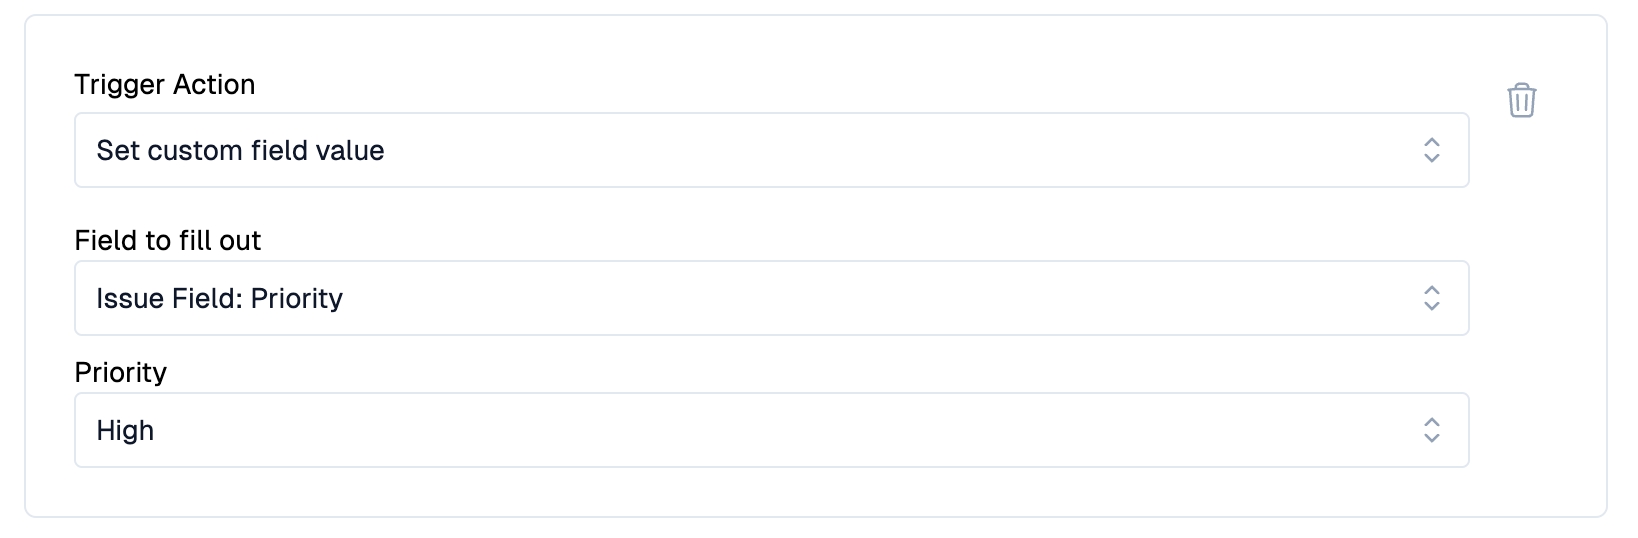 Trigger Action
Set custom field value
Field to fill out
Issue Field: Priority
Priority
High